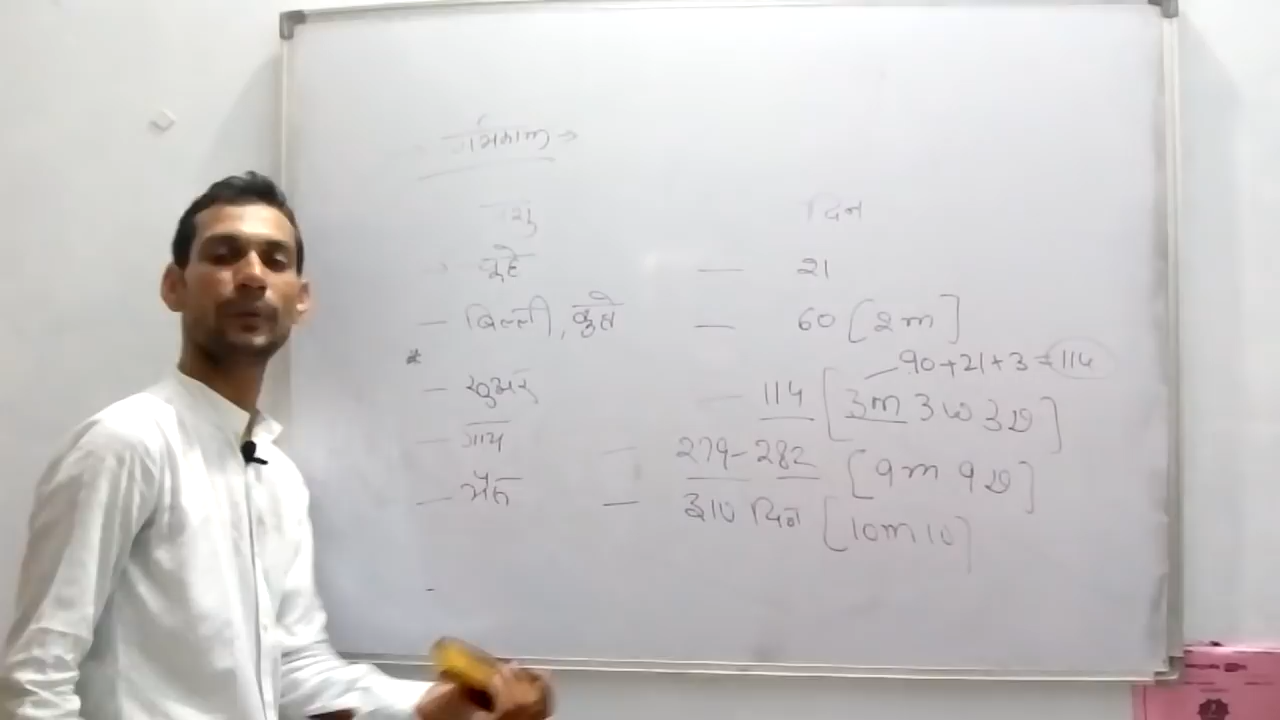 गर्भकाल →
पशु दिन
चूहे — 21
— बिल्ली, कुत्ते — 60 [2m]
90+21+3=114
* — सुअर — 114 [3m 3w 3d]
— गाय — 279-282 [9m 9d]
— भैंस — 310 दिन [10m 10]